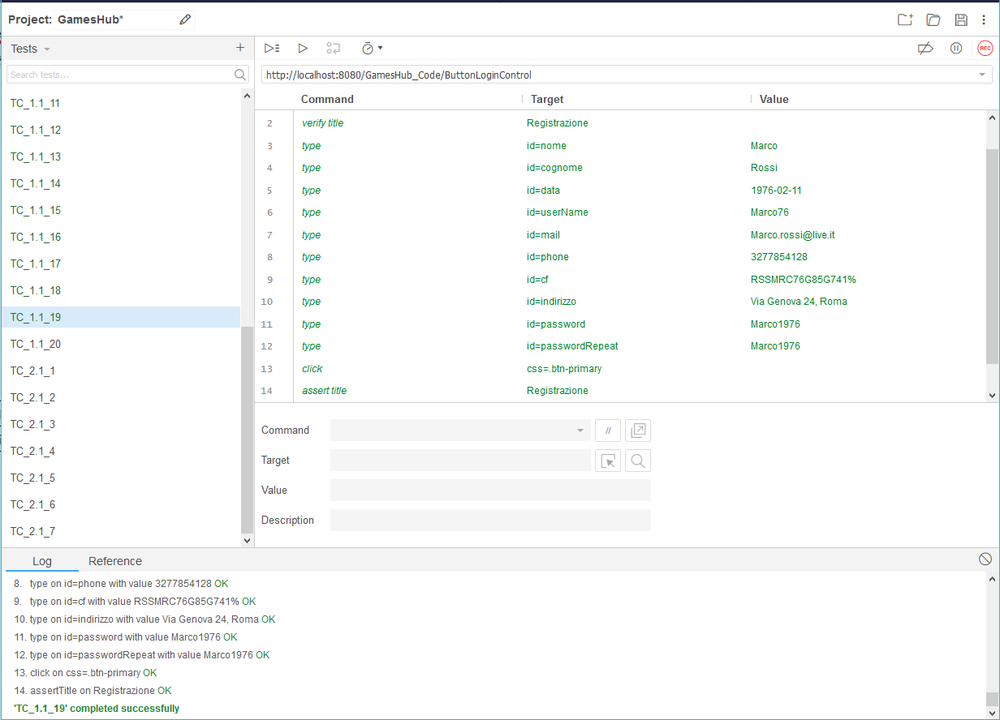 Project: GamesHub*
Tests
Search tests...
TC_1.1_11
TC_1.1_12
TC_1.1_13
TC_1.1_14
TC_1.1_15
TC_1.1_16
TC_1.1_17
TC_1.1_18
TC_1.1_19
TC_1.1_20
TC_2.1_1
TC_2.1_2
TC_2.1_3
TC_2.1_4
TC_2.1_5
TC_2.1_6
TC_2.1_7
REC
http://localhost:8080/GamesHub_Code/ButtonLoginControl
Command Target Value
2 verify title Registrazione
3 type id=nome Marco
4 type id=cognome Rossi
5 type id=data 1976-02-11
6 type id=userName Marco76
7 type id=mail Marco.rossi@live.it
8 type id=phone 3277854128
9 type id=cf RSSMRC76G85G741%
10 type id=indirizzo Via Genova 24, Roma
11 type id=password Marco1976
12 type id=passwordRepeat Marco1976
13 click css=.btn-primary
14 assert title Registrazione
Command //
Target
Value
Description
Log Reference
8. type on id=phone with value 3277854128 OK
9. type on id=cf with value RSSMRC76G85G741% OK
10. type on id=indirizzo with value Via Genova 24, Roma OK
11. type on id=password with value Marco1976 OK
12. type on id=passwordRepeat with value Marco1976 OK
13. click on css=.btn-primary OK
14. assertTitle on Registrazione OK
'TC_1.1_19' completed successfully